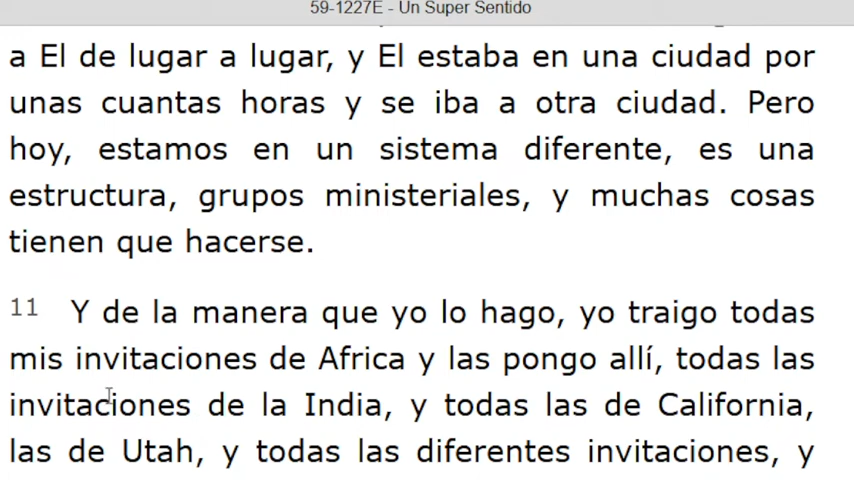 59-1227E - Un Super Sentido
a El de lugar a lugar, y El estaba en una ciudad por
unas cuantas horas y se iba a otra ciudad. Pero
hoy, estamos en un sistema diferente, es una
estructura, grupos ministeriales, y muchas cosas
tienen que hacerse.
11 Y de la manera que yo lo hago, yo traigo todas
mis invitaciones de Africa y las pongo allí, todas las
invitaciones de la India, y todas las de California,
las de Utah, y todas las diferentes invitaciones, y